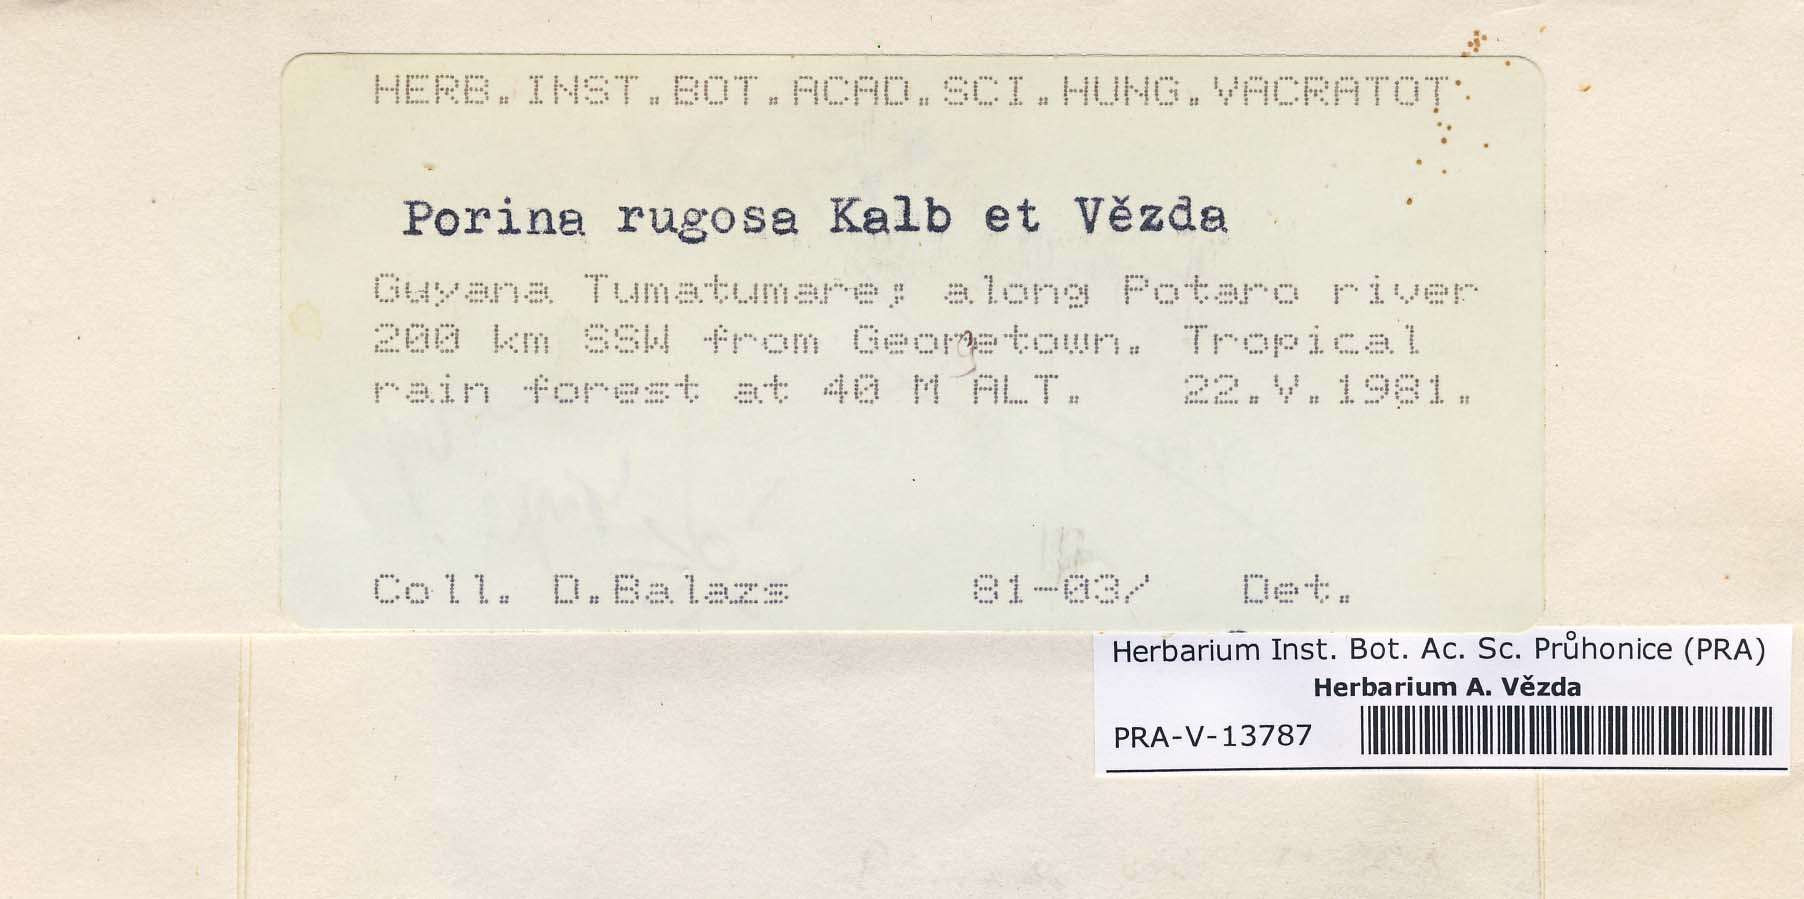 HERB.INST.BOT.ACAD.SCI.HUNG.VACRATOT
Porina rugosa Kalb et Vězda
Guyana Tumatumare; along Potaro river
200 km SSW from Georgetown. Tropical
rain forest at 40 M ALT. 22.V.1981.
Coll. D.Balazs 81-03/ Det.
Herbarium Inst. Bot. Ac. Sc. Průhonice (PRA)
Herbarium A. Vězda
PRA-V-13787